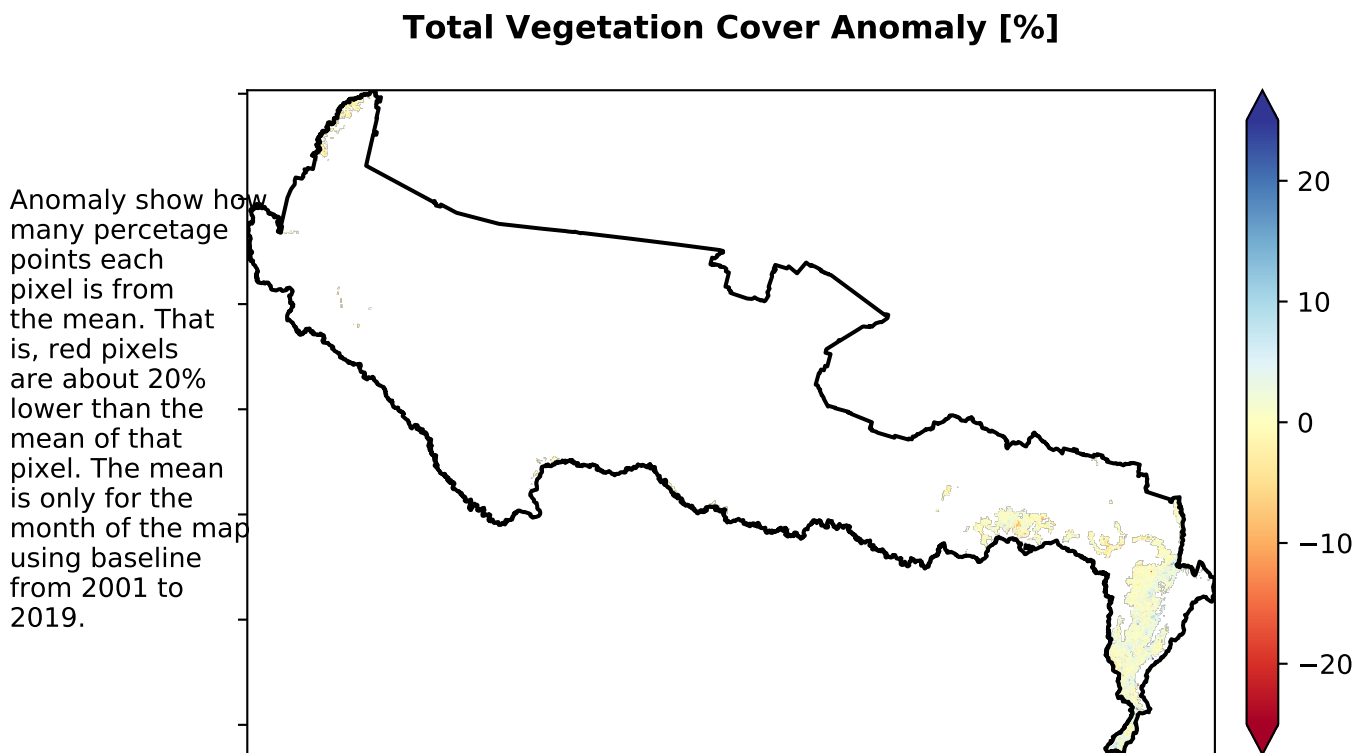 Total Vegetation Cover Anomaly [%]
Anomaly show how
many percetage
points each
pixel is from
the mean. That
is, red pixels
are about 20%
lower than the
mean of that
pixel. The mean
is only for the
month of the map
using baseline
from 2001 to
2019.
20
10
0
−10
−20